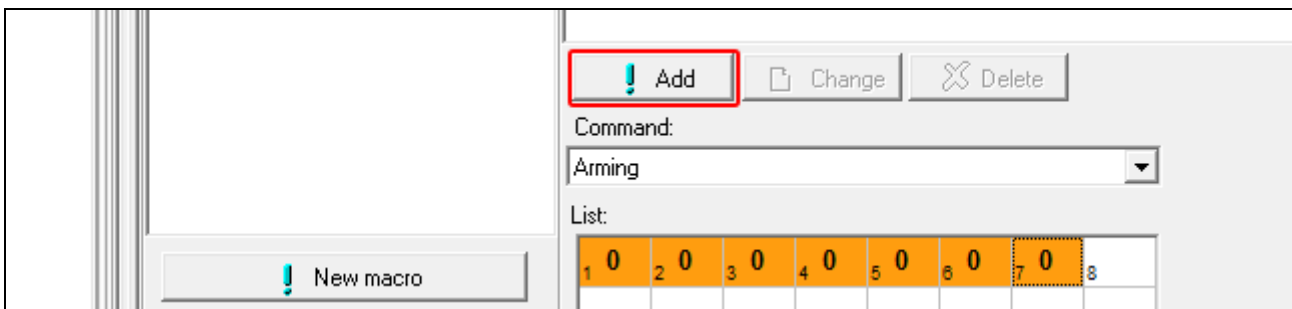 Add Change Delete
Command:
Arming
List:
1 0 2 0 3 0 4 0 5 0 6 0 7 0 8
New macro